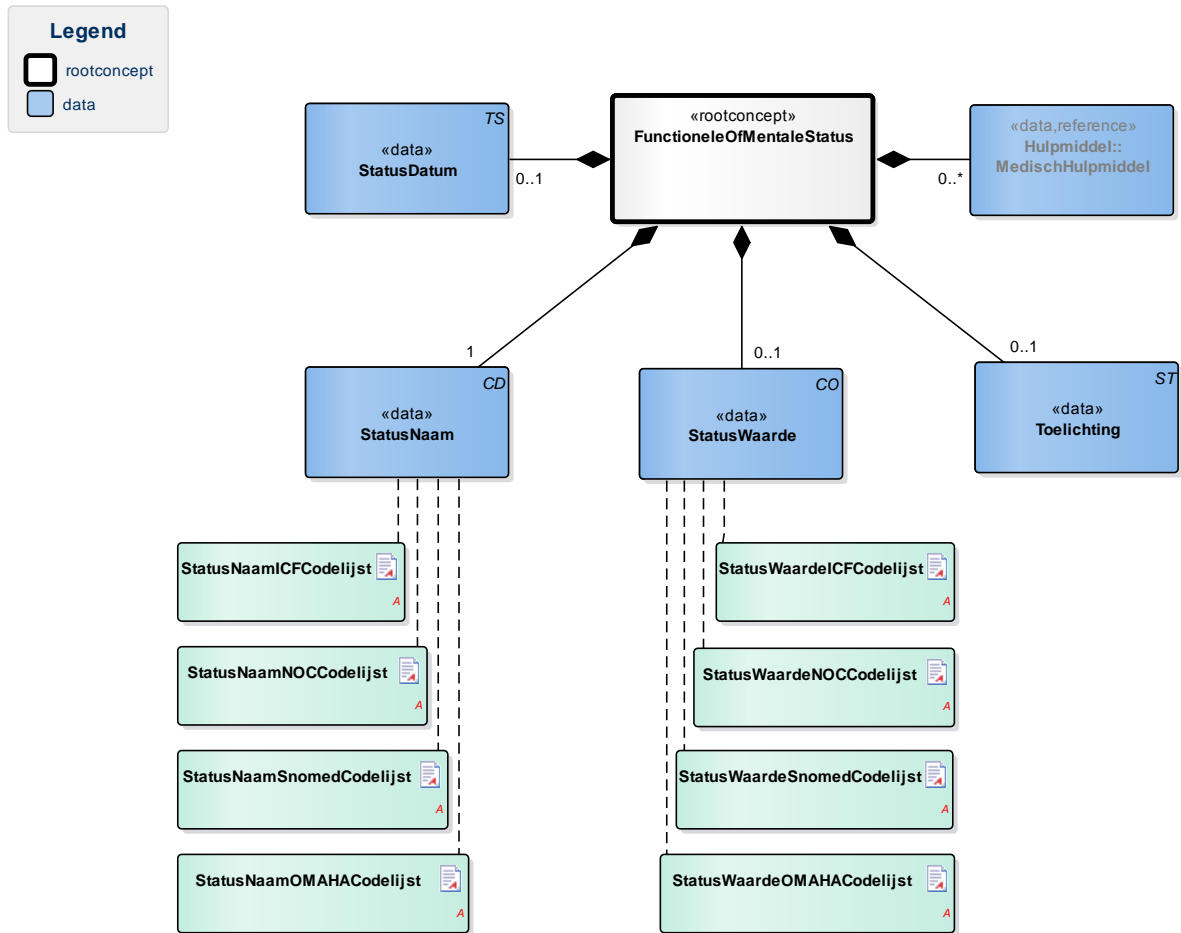 Legend
rootconcept
data
TS
«data»
StatusDatum
0..1
«rootconcept»
FunctioneleOfMentaleStatus
«data,reference»
Hulpmiddel::
MedischHulpmiddel
0..*
1
0..1
0..1
CD
«data»
StatusNaam
CO
«data»
StatusWaarde
ST
«data»
Toelichting
StatusNaamICFCodelijst
A
StatusWaardeICFCodelijst
A
StatusNaamNOCCodelijst
A
StatusWaardeNOCCodelijst
A
StatusNaamSnomedCodelijst
A
StatusWaardeSnomedCodelijst
A
StatusNaamOMAHACodelijst
A
StatusWaardeOMAHACodelijst
A